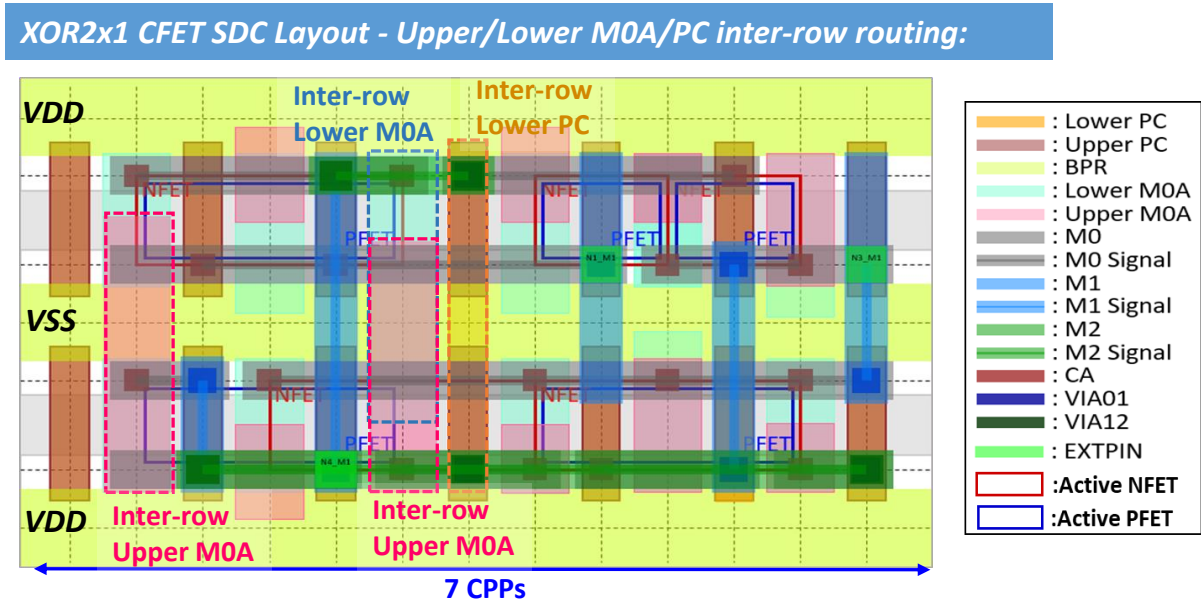 XOR2x1 CFET SDC Layout - Upper/Lower M0A/PC inter-row routing:
VDD
Inter-row
Lower M0A
Inter-row
Lower PC
NFET
NFET
PFET
PFET
PFET
N1_M1
N3_M1
VSS
NFE
NFE
PFET
PFET
N4_M1
VDD
Inter-row
Upper M0A
Inter-row
Upper M0A
7 CPPs
: Lower PC
: Upper PC
: BPR
: Lower M0A
: Upper M0A
: M0
: M0 Signal
: M1
: M1 Signal
: M2
: M2 Signal
: CA
: VIA01
: VIA12
: EXTPIN
:Active NFET
:Active PFET